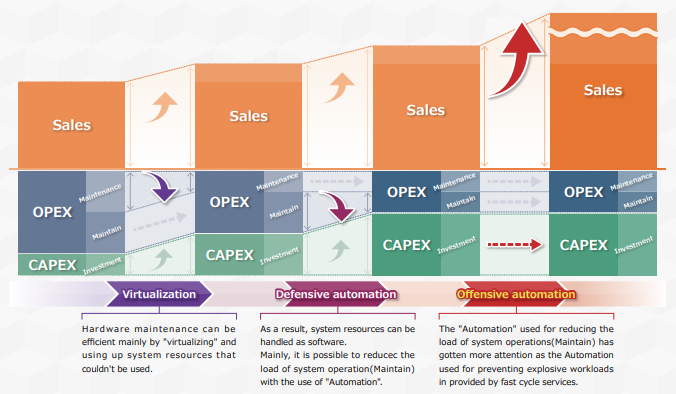 Sales
Sales
Sales
Sales
OPEX
Maintenance
Maintain
CAPEX
Investment
OPEX
Maintenance
Maintain
CAPEX
Investment
OPEX
Maintenance
Maintain
CAPEX
Investment
OPEX
Maintenance
Maintain
CAPEX
Investment
Virtualization
Defensive automation
Offensive automation
Hardware maintenance can be
efficient mainly by "virtualizing" and
using up system resources that
couldn't be used.
As a result, system resources can be
handled as software.
Mainly, it is possible to reducec the
load of system operation(Maintain)
with the use of "Automation".
The "Automation" used for reducing the
load of system operations(Maintain) has
gotten more attention as the Automation
used for preventing explosive workloads
in provided by fast cycle services.